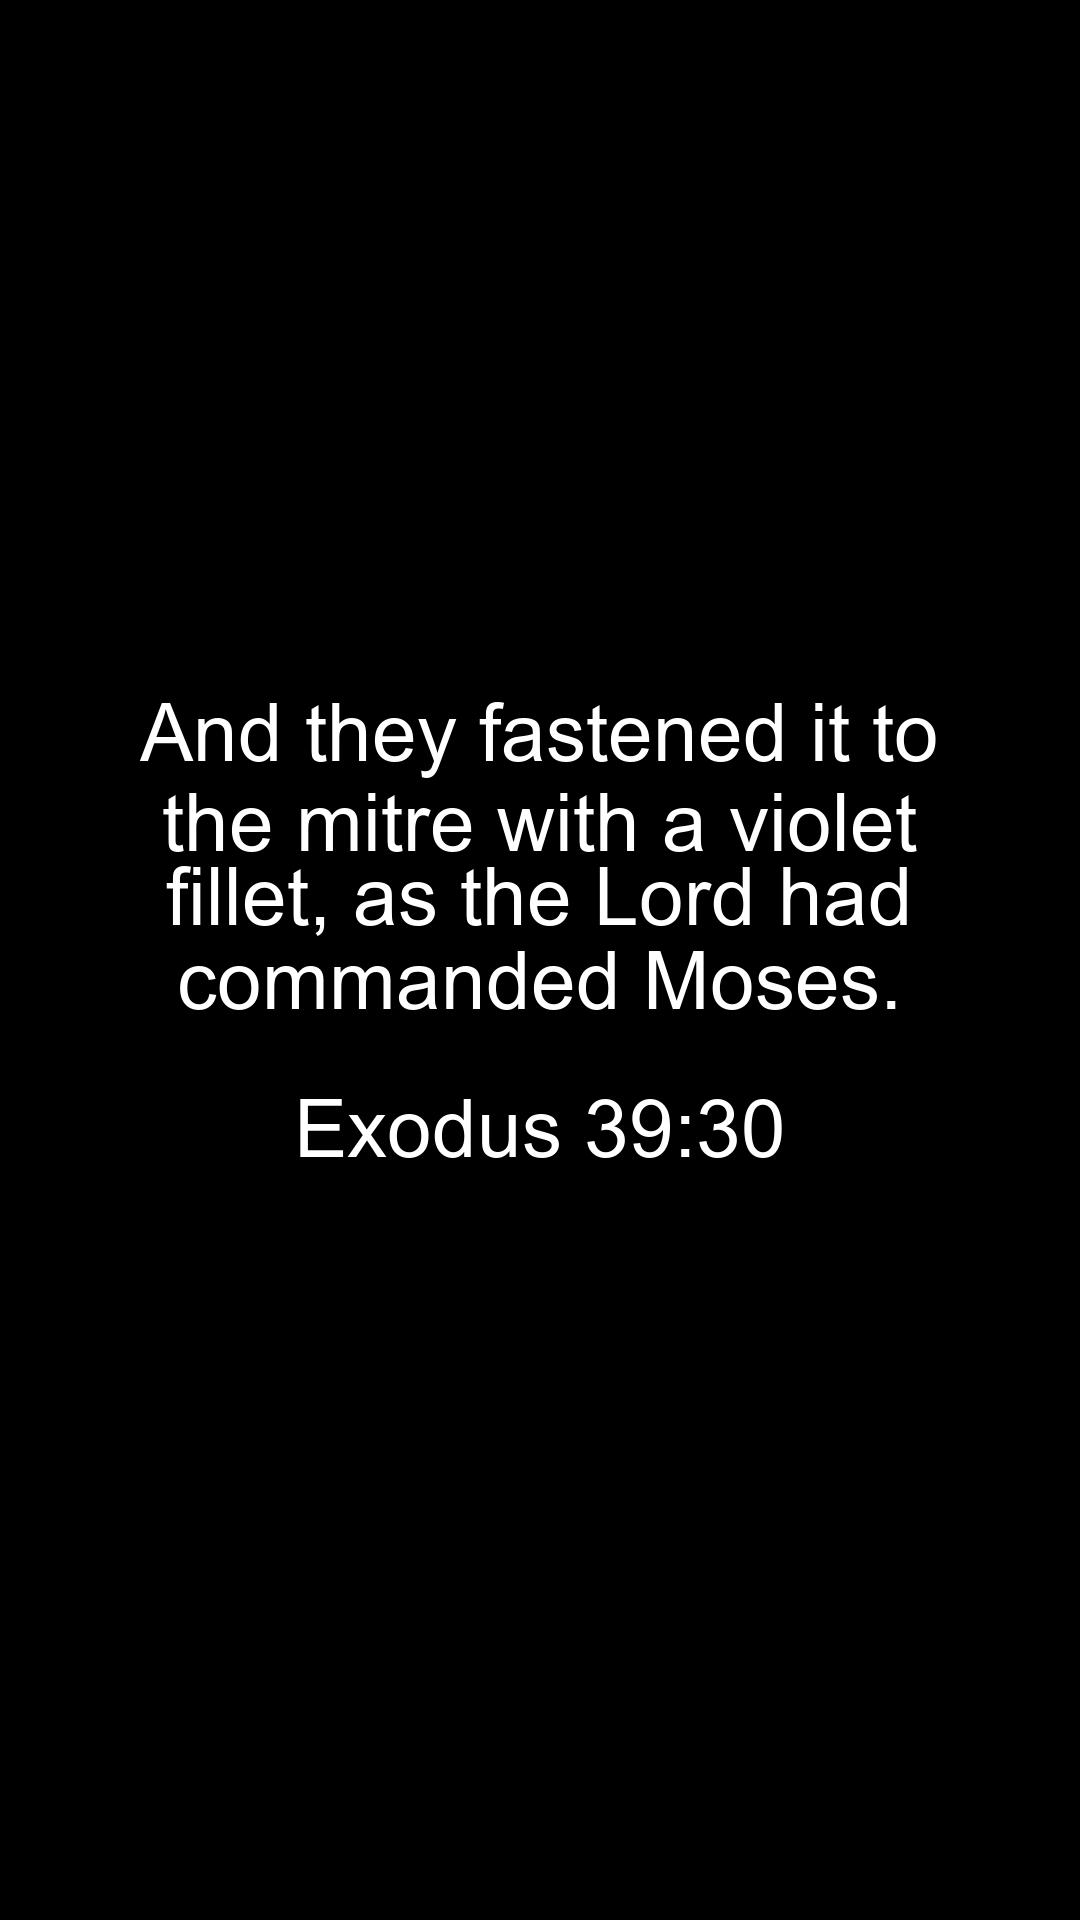 And they fastened it to
the mitre with a violet
fillet, as the Lord had
commanded Moses.
Exodus 39:30